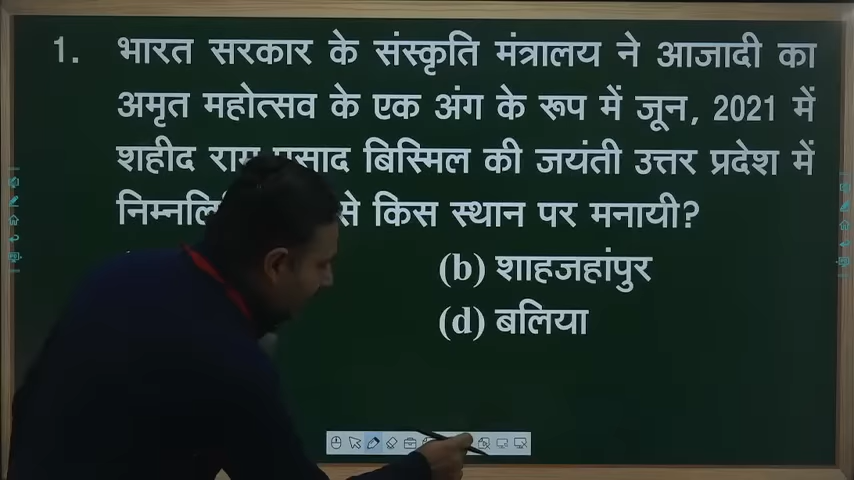 1. भारत सरकार के संस्कृति मंत्रालय ने आजादी का
अमृत महोत्सव के एक अंग के रूप में जून, 2021 में
शहीद राम प्रसाद बिस्मिल की जयंती उत्तर प्रदेश में
से किस स्थान पर मनायी?
(b) शाहजहांपुर
(d) बलिया